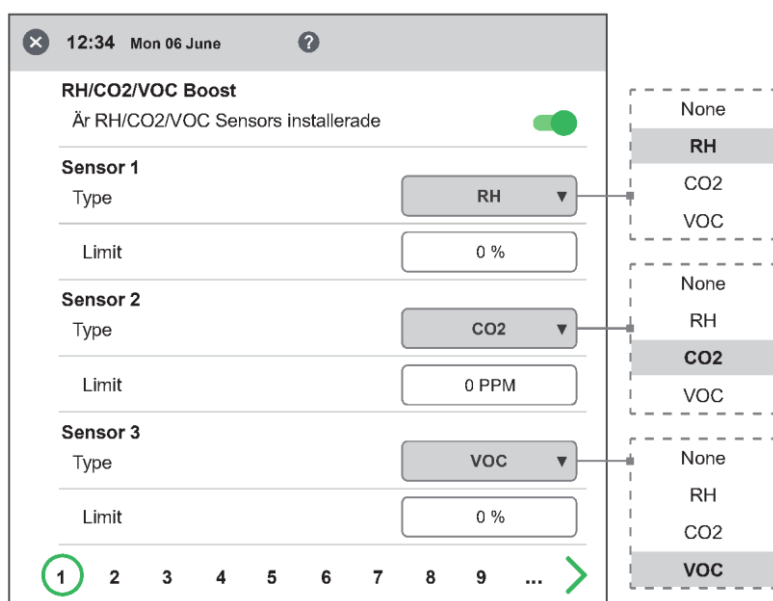 12:34 Mon 06 June ?
RH/CO2/VOC Boost
Är RH/CO2/VOC Sensors installerade
Sensor 1
Type RH ▼
Limit 0 %
Sensor 2
Type CO2 ▼
Limit 0 PPM
Sensor 3
Type VOC ▼
Limit 0 %
1 2 3 4 5 6 7 8 9 ...
None
RH
CO2
VOC
None
RH
CO2
VOC
None
RH
CO2
VOC